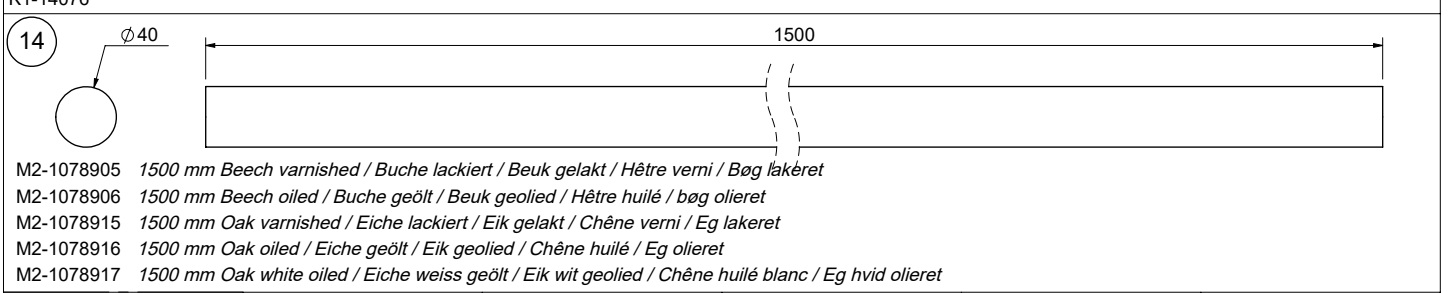 K1-14076
14
⌀40
1500
M2-1078905 1500 mm Beech varnished / Buche lackiert / Beuk gelakt / Hêtre verni / Bøg lakeret
M2-1078906 1500 mm Beech oiled / Buche geölt / Beuk geolied / Hêtre huilé / bøg olieret
M2-1078915 1500 mm Oak varnished / Eiche lackiert / Eik gelakt / Chêne verni / Eg lakeret
M2-1078916 1500 mm Oak oiled / Eiche geölt / Eik geolied / Chêne huilé / Eg olieret
M2-1078917 1500 mm Oak white oiled / Eiche weiss geölt / Eik wit geolied / Chêne huilé blanc / Eg hvid olieret